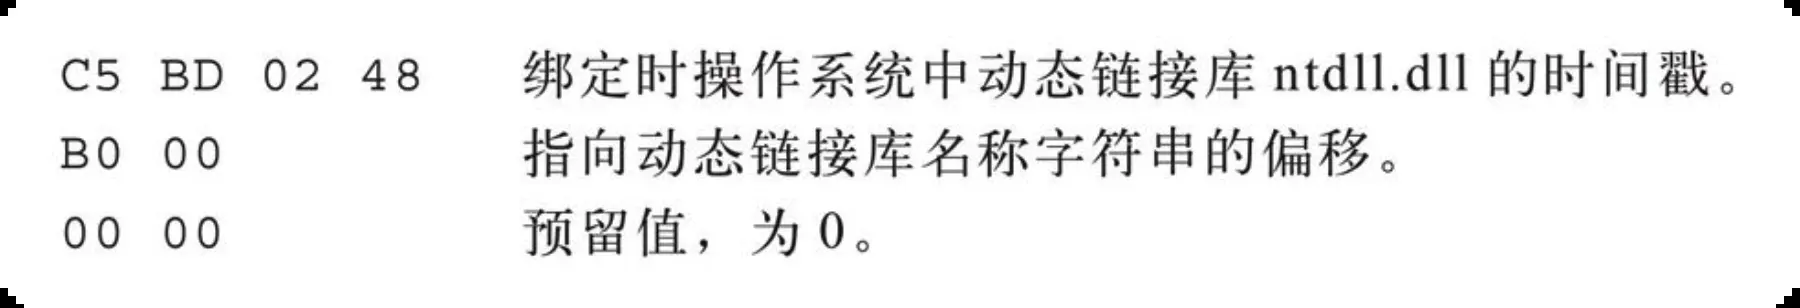 C5 BD 02 48 绑定时操作系统中动态链接库 ntdll.dll 的时间戳。
B0 00 指向动态链接库名称字符串的偏移。
00 00 预留值，为 0。